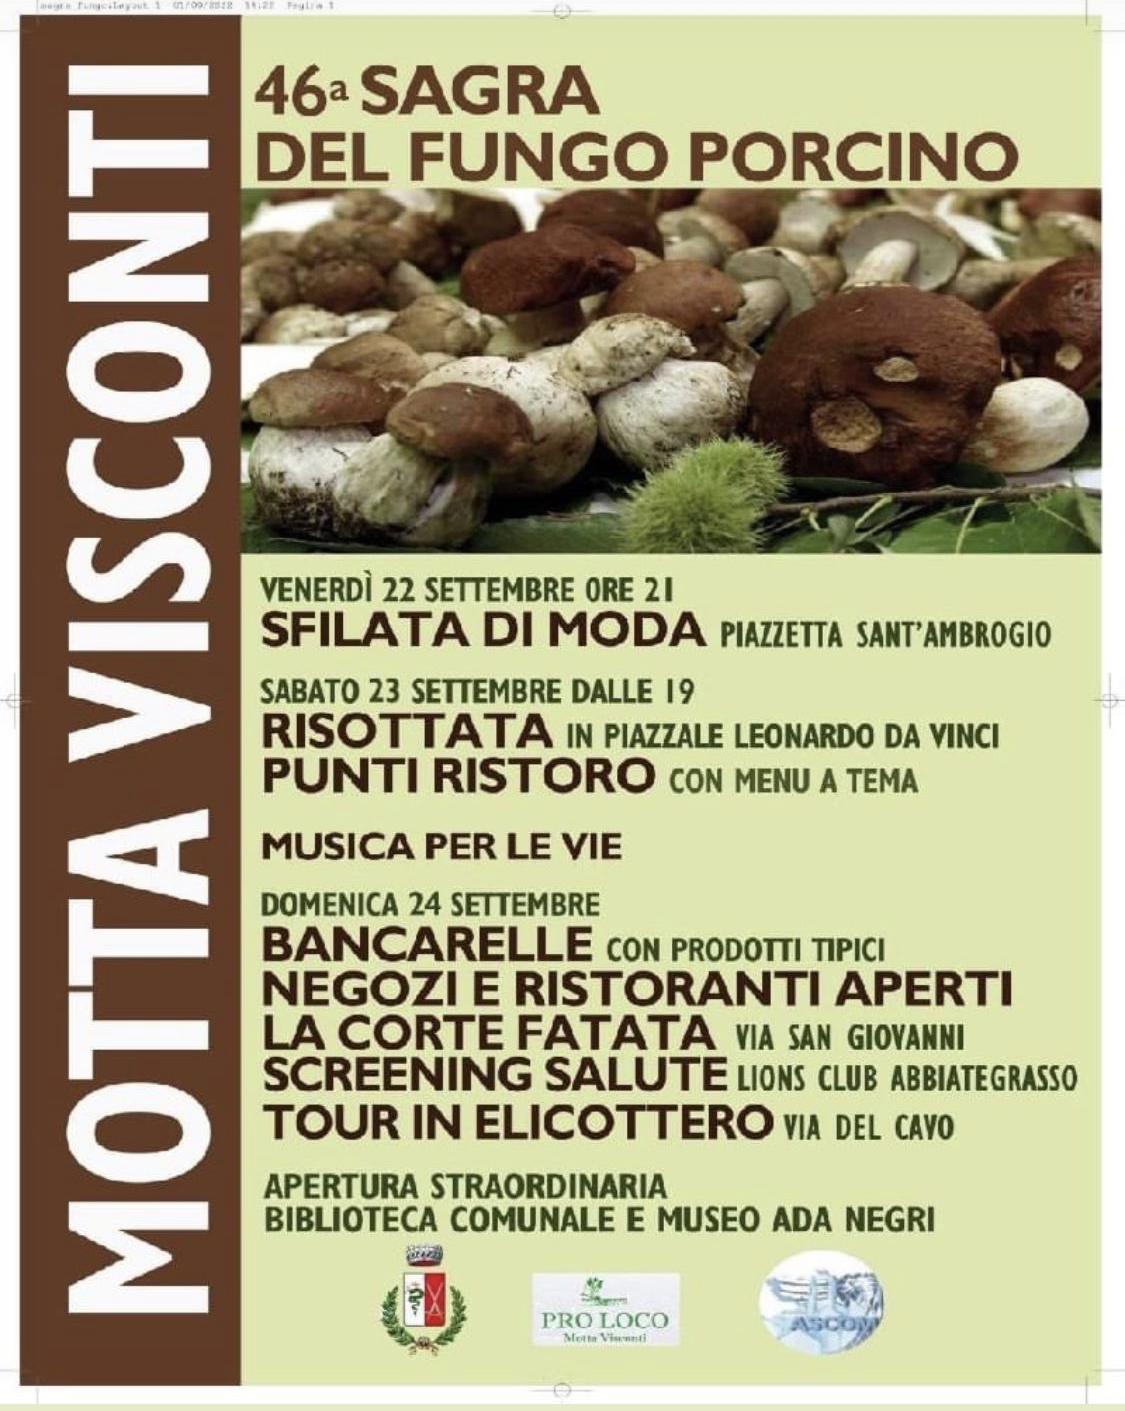 MOTTA VISCONTI
46a SAGRA
DEL FUNGO PORCINO
VENERDÌ 22 SETTEMBRE ORE 21
SFILATA DI MODA PIAZZETTA SANT'AMBROGIO
SABATO 23 SETTEMBRE DALLE 19
RISOTTATA IN PIAZZALE LEONARDO DA VINCI
PUNTI RISTORO CON MENU A TEMA
MUSICA PER LE VIE
DOMENICA 24 SETTEMBRE
BANCARELLE CON PRODOTTI TIPICI
NEGOZI E RISTORANTI APERTI
LA CORTE FATATA VIA SAN GIOVANNI
SCREENING SALUTE LIONS CLUB ABBIATEGRASSO
TOUR IN ELICOTTERO VIA DEL CAVO
APERTURA STRAORDINARIA
BIBLIOTECA COMUNALE E MUSEO ADA NEGRI
PRO LOCO
Motta Visconti
ASCOM